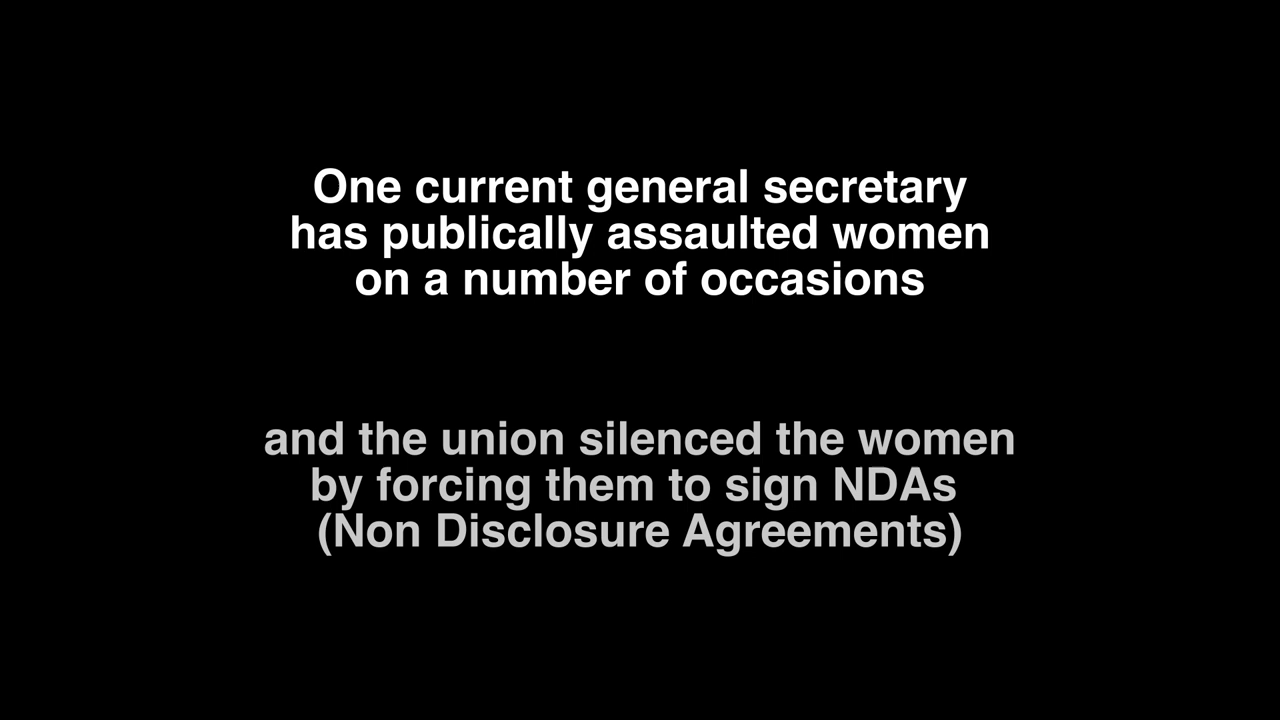 One current general secretary
has publically assaulted women
on a number of occasions
and the union silenced the women
by forcing them to sign NDAs
(Non Disclosure Agreements)